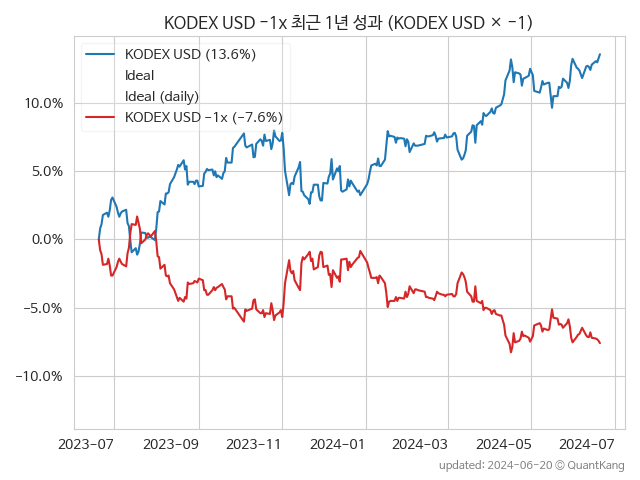 KODEX USD −1x 최근 1년 성과 (KODEX USD × −1)
KODEX USD (13.6%)
Ideal
Ideal (daily)
KODEX USD −1x (−7.6%)
10.0%
5.0%
0.0%
−5.0%
−10.0%
2023-07 2023-09 2023-11 2024-01 2024-03 2024-05 2024-07
updated: 2024-06-20 © QuantKang